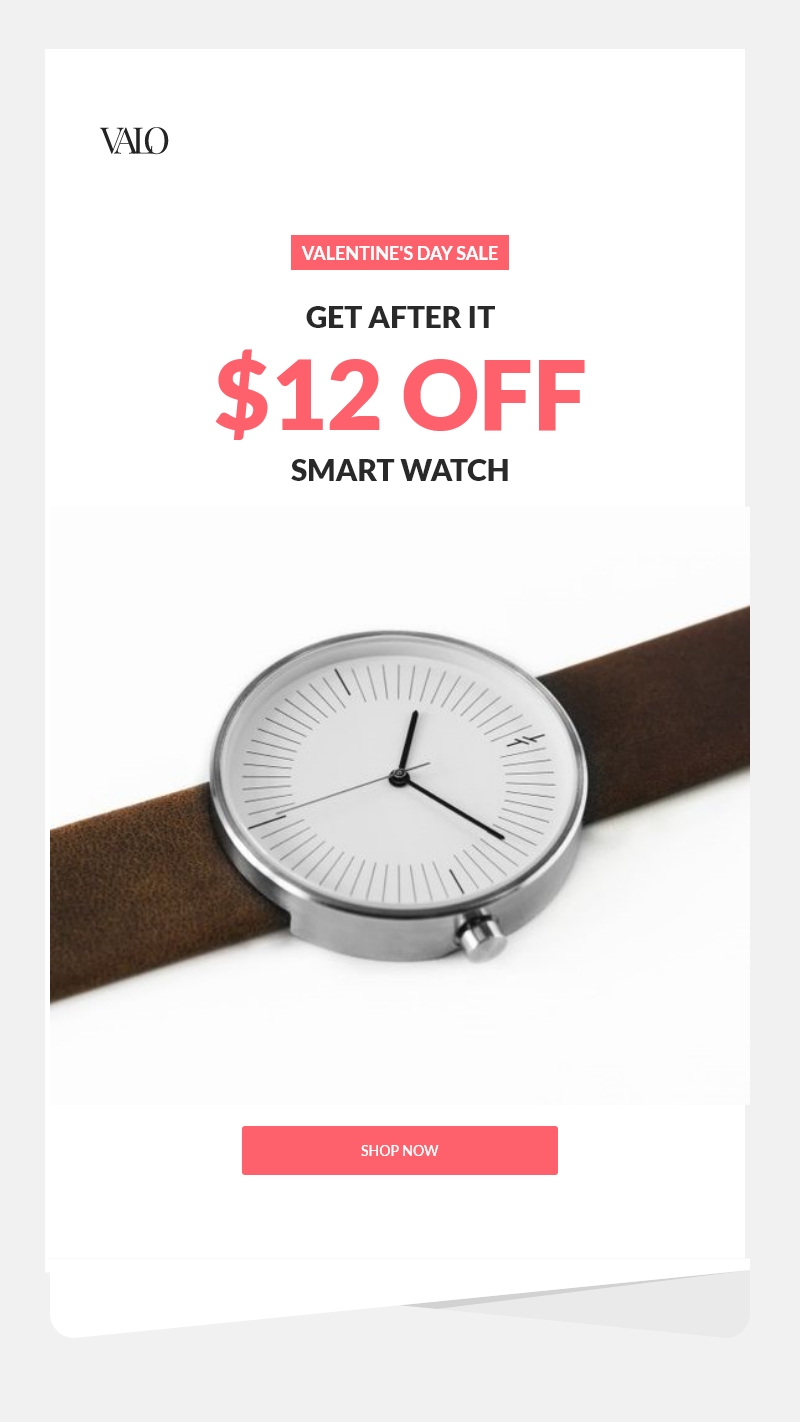 VALO
VALENTINE'S DAY SALE
GET AFTER IT
$12 OFF
SMART WATCH
SHOP NOW